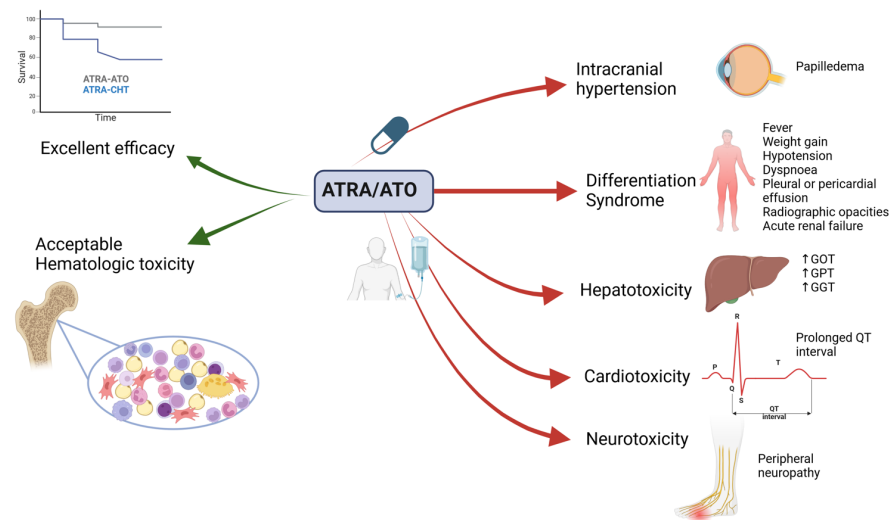 100
80
60
40
20
0
Survival
ATRA-ATO
ATRA-CHT
Time
Excellent efficacy
Acceptable
Hematologic toxicity
ATRA/ATO
Intracranial
hypertension
Papilledema
Differentiation
Syndrome
Fever
Weight gain
Hypotension
Dyspnoea
Pleural or pericardial
effusion
Radiographic opacities
Acute renal failure
Hepatotoxicity
↑GOT
↑GPT
↑GGT
Cardiotoxicity
R
P
Q
S
T
QT
interval
Prolonged QT
interval
Neurotoxicity
Peripheral
neuropathy